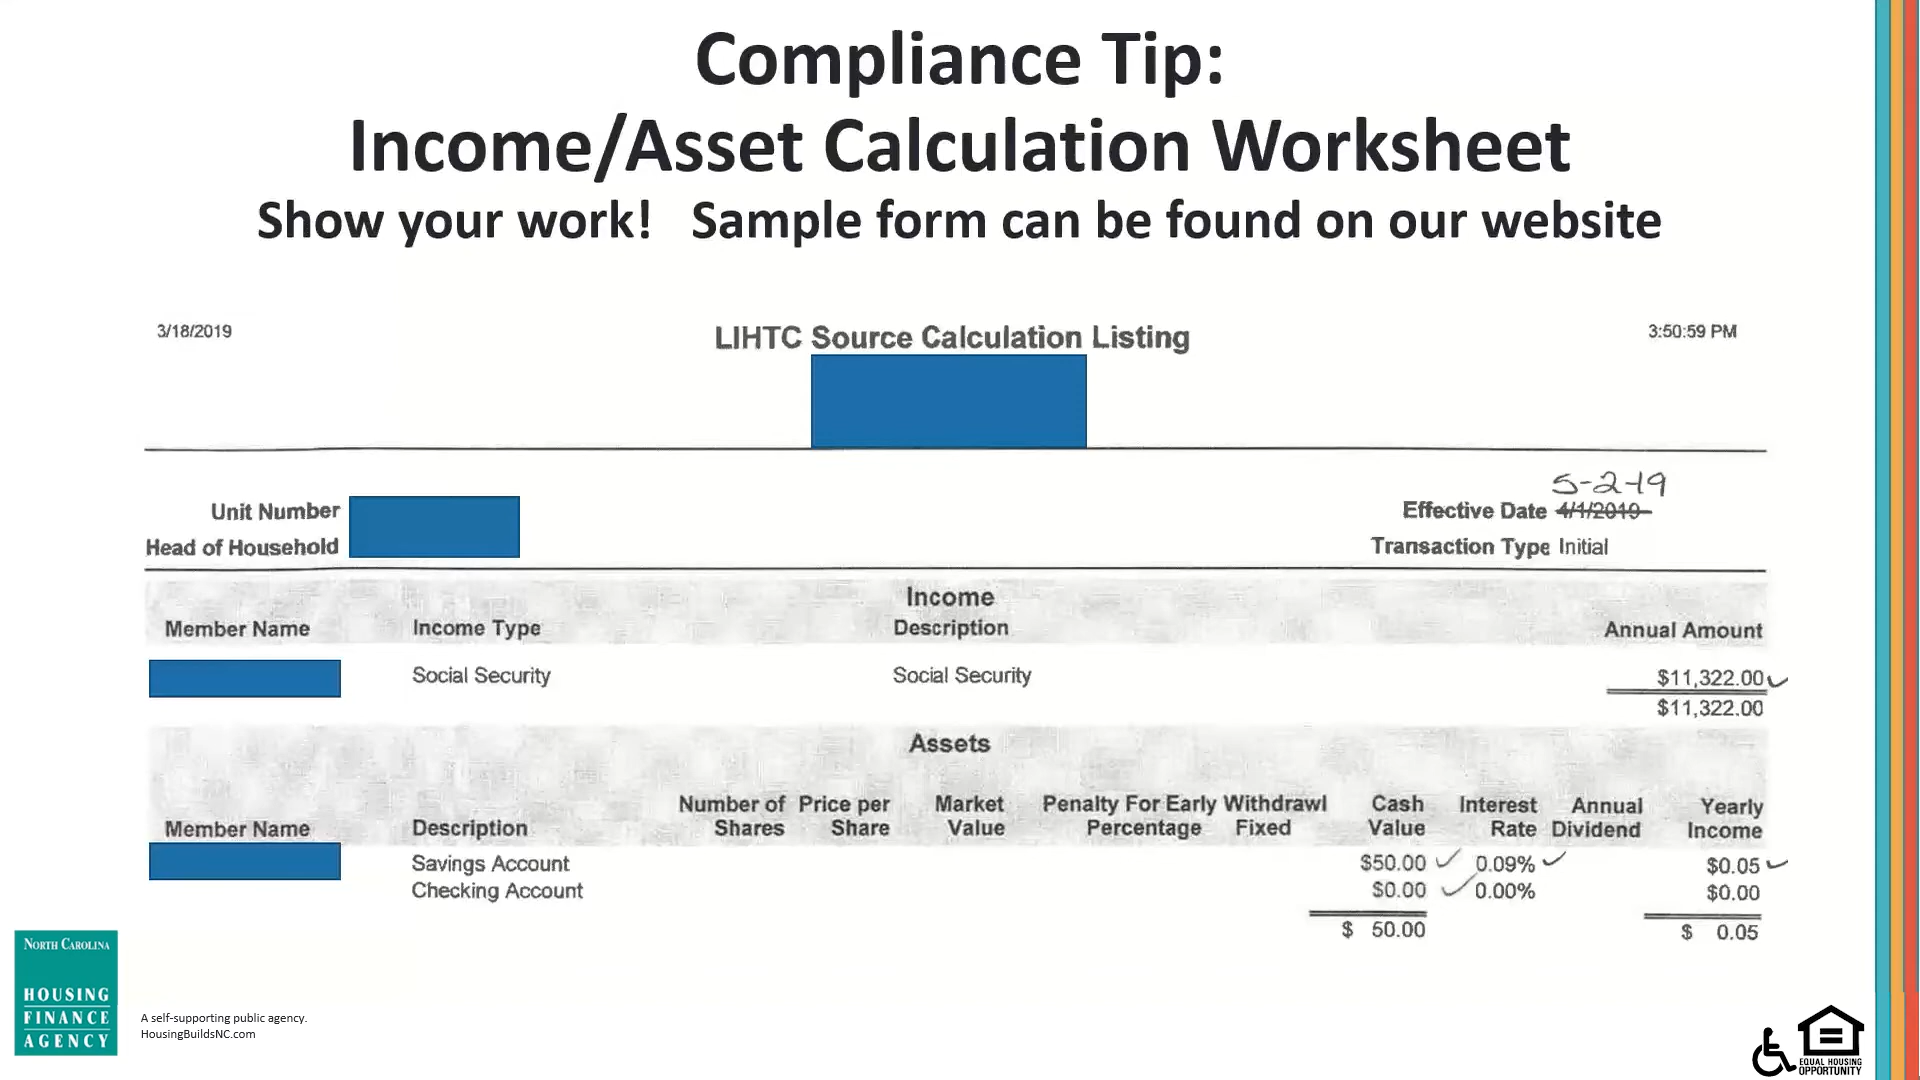 Compliance Tip:
Income/Asset Calculation Worksheet
Show your work! Sample form can be found on our website
3/18/2019 LIHTC Source Calculation Listing 3:50:59 PM
5-2-19
Unit Number Effective Date 4/1/2019
Head of Household Transaction Type Initial
Income
Member Name Income Type Description Annual Amount
Social Security Social Security $11,322.00
$11,322.00
Assets
Number of Price per Market Penalty For Early Withdrawl Cash Interest Annual Yearly
Member Name Description Shares Share Value Percentage Fixed Value Rate Dividend Income
Savings Account $50.00 0.09% $0.05
Checking Account $0.00 0.00% $0.00
$ 50.00 $ 0.05
NORTH CAROLINA
HOUSING
FINANCE
AGENCY
A self-supporting public agency.
HousingBuildsNC.com
EQUAL HOUSING
OPPORTUNITY